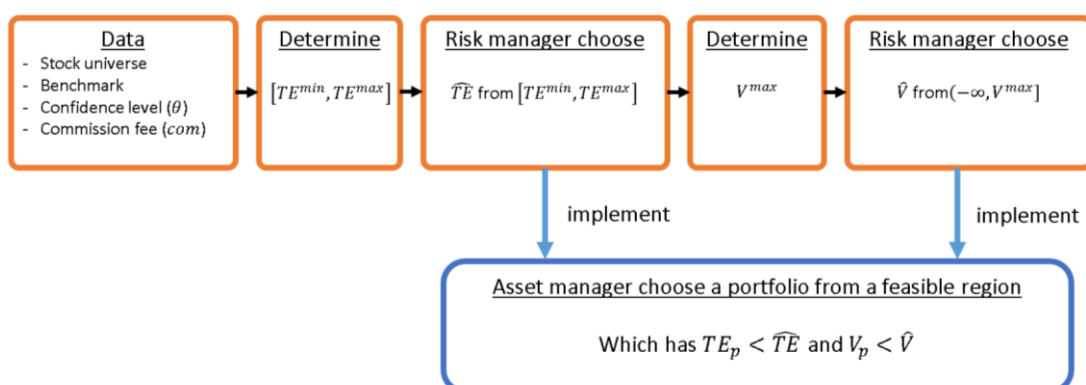 Data
- Stock universe
- Benchmark
- Confidence level (θ)
- Commission fee (com)
Determine
[TE^min, TE^max]
Risk manager choose
T̂E from [TE^min, TE^max]
Determine
V^max
Risk manager choose
V̂ from(−∞, V^max]
implement
implement
Asset manager choose a portfolio from a feasible region
Which has TE_p < T̂E and V_p < V̂